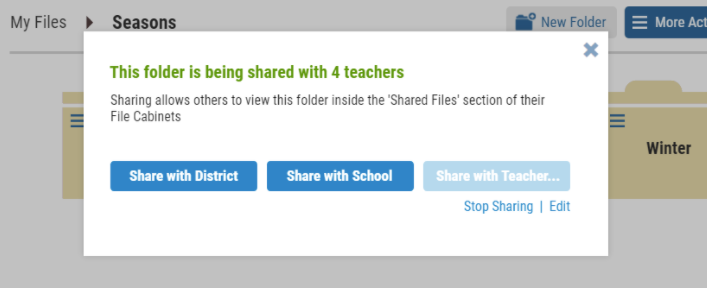 My Files Seasons New Folder More Act
This folder is being shared with 4 teachers
Sharing allows others to view this folder inside the 'Shared Files' section of their
File Cabinets
Winter
Share with District Share with School Share with Teacher...
Stop Sharing | Edit